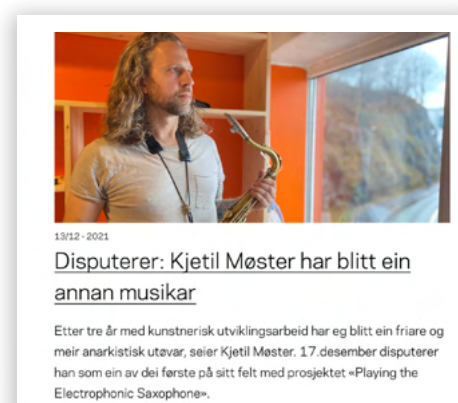 13/12 - 2021
Disputerer: Kjetil Møster har blitt ein
annan musikar
Etter tre år med kunstnerisk utviklingsarbeid har eg blitt ein friare og
meir anarkistisk utøvar, seier Kjetil Møster. 17.desember disputerer
han som ein av dei første på sitt felt med prosjektet «Playing the
Electrophonic Saxophone».